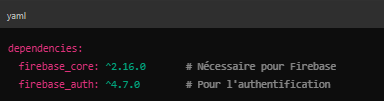 yaml
dependencies:
  firebase_core: ^2.16.0       # Nécessaire pour Firebase
  firebase_auth: ^4.7.0        # Pour l'authentification